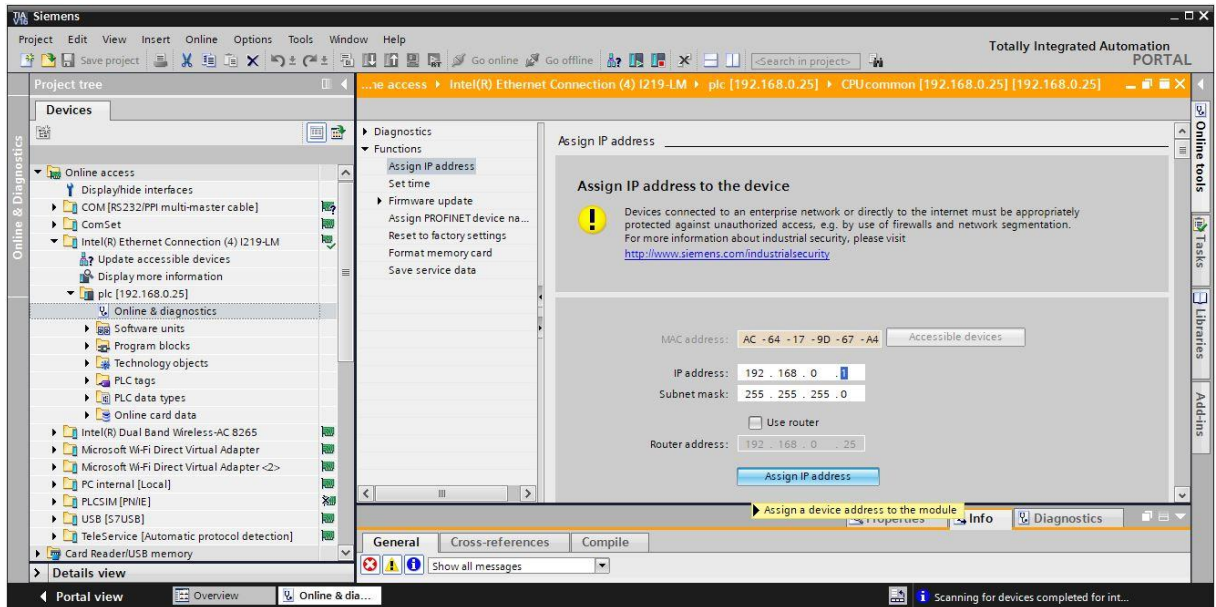 Siemens
Project Edit View Insert Online Options Tools Window Help
Totally Integrated Automation
PORTAL
Save project
Go online
Go offline
<Search in project>
Project tree
...ne access ▸ Intel(R) Ethernet Connection (4) I219-LM ▸ plc [192.168.0.25] ▸ CPUcommon [192.168.0.25] [192.168.0.25]
Devices
Online & Diagnostics
Online access
Display/hide interfaces
COM [RS232/PPI multi-master cable]
ComSet
Intel(R) Ethernet Connection (4) I219-LM
Update accessible devices
Display more information
plc [192.168.0.25]
Online & diagnostics
Software units
Program blocks
Technology objects
PLC tags
PLC data types
Online card data
Intel(R) Dual Band Wireless-AC 8265
Microsoft Wi-Fi Direct Virtual Adapter
Microsoft Wi-Fi Direct Virtual Adapter <2>
PC internal [Local]
PLCSIM [PN/IE]
USB [S7USB]
TeleService [Automatic protocol detection]
Card Reader/USB memory
Details view
Diagnostics
Functions
Assign IP address
Set time
Firmware update
Assign PROFINET device na...
Reset to factory settings
Format memory card
Save service data
Assign IP address
Assign IP address to the device
Devices connected to an enterprise network or directly to the internet must be appropriately
protected against unauthorized access, e.g. by use of firewalls and network segmentation.
For more information about industrial security, please visit
http://www.siemens.com/industrialsecurity
MAC address: AC -64 -17 -9D -67 -A4 Accessible devices
IP address: 192 . 168 . 0 . 1
Subnet mask: 255 . 255 . 255 . 0
Use router
Router address: 192 . 168 . 0 . 25
Assign IP address
Assign a device address to the module
Properties Info Diagnostics
General Cross-references Compile
Show all messages
Online tools
Tasks
Libraries
Add-ins
Portal view Overview Online & dia... Scanning for devices completed for int...